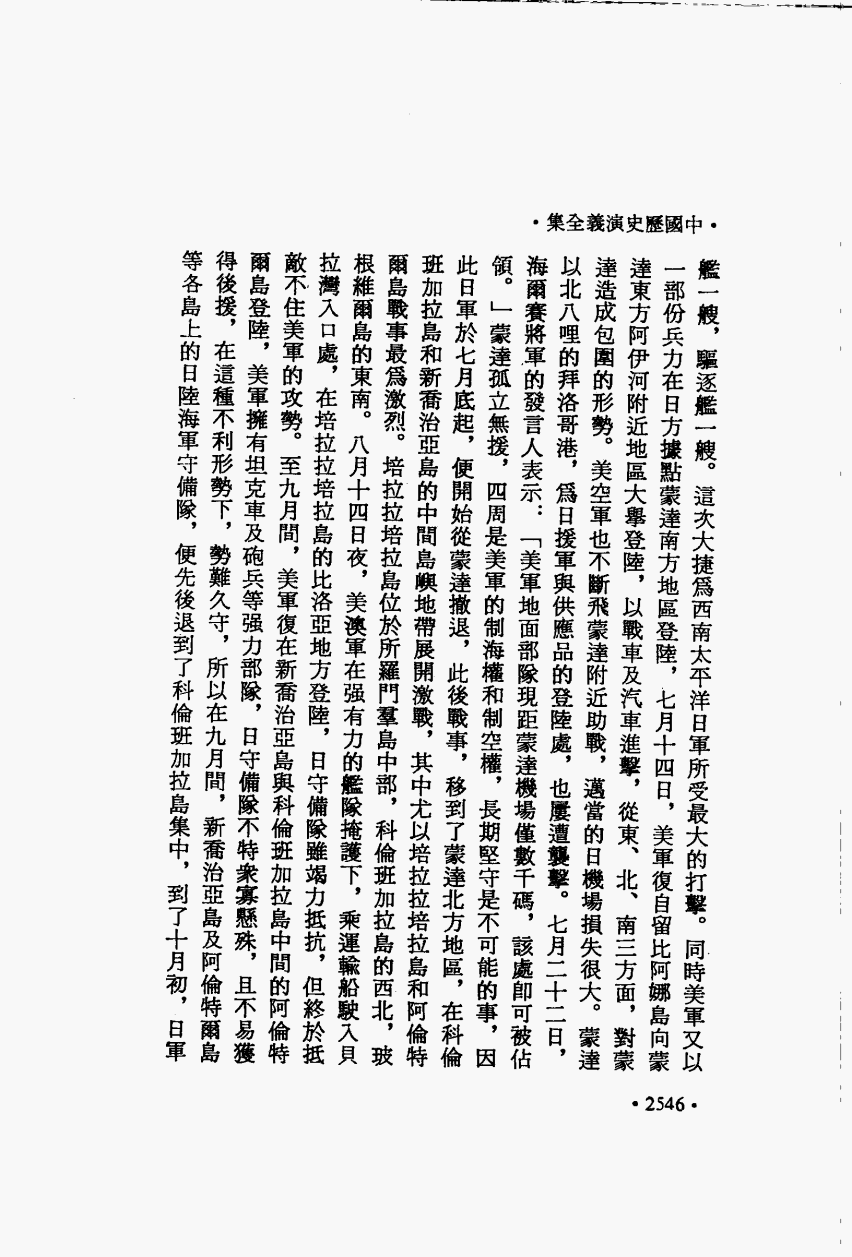 ・中國歷史演義全集・
艦一艘，驅逐艦一艘。這次大捷爲西南太平洋日軍所受最大的打擊。同時美軍又以
一部份兵力在日方據點蒙達南方地區登陸，七月十四日，美軍復自留比阿娜島向蒙
達東方阿伊河附近地區大擧登陸，以戰車及汽車進擊，從東、北、南三方面，對蒙
達造成包圍的形勢。美空軍也不斷飛蒙達附近助戰，邁當的日機場損失很大。蒙達
以北八哩的拜洛哥港，爲日援軍與供應品的登陸處，也屢遭襲擊。七月二十二日，
海爾賽將軍的發言人表示：「美軍地面部隊現距蒙達機場僅數千碼，該處卽可被佔
領。」蒙達孤立無援，四周是美軍的制海權和制空權，長期堅守是不可能的事，因
此日軍於七月底起，便開始從蒙達撤退，此後戰事，移到了蒙達北方地區，在科倫
班加拉島和新喬治亞島的中間島嶼地帶展開激戰，其中尤以培拉拉培拉島和阿倫特
爾島戰事最爲激烈。培拉拉培拉島位於所羅門羣島中部，科倫班加拉島的西北，玻
根維爾島的東南。八月十四日夜，美澳軍在强有力的艦隊掩護下，乘運輸船駛入貝
拉灣入口處，在培拉拉培拉島的比洛亞地方登陸，日守備隊雖竭力抵抗，但終於抵
敵不住美軍的攻勢。至九月間，美軍復在新喬治亞島與科倫班加拉島中間的阿倫特
爾島登陸，美軍擁有坦克車及砲兵等强力部隊，日守備隊不特衆寡懸殊，且不易獲
得後援，在這種不利形勢下，勢難久守，所以在九月間，新喬治亞島及阿倫特爾島
等各島上的日陸海軍守備隊，便先後退到了科倫班加拉島集中，到了十月初，日軍
・2546・